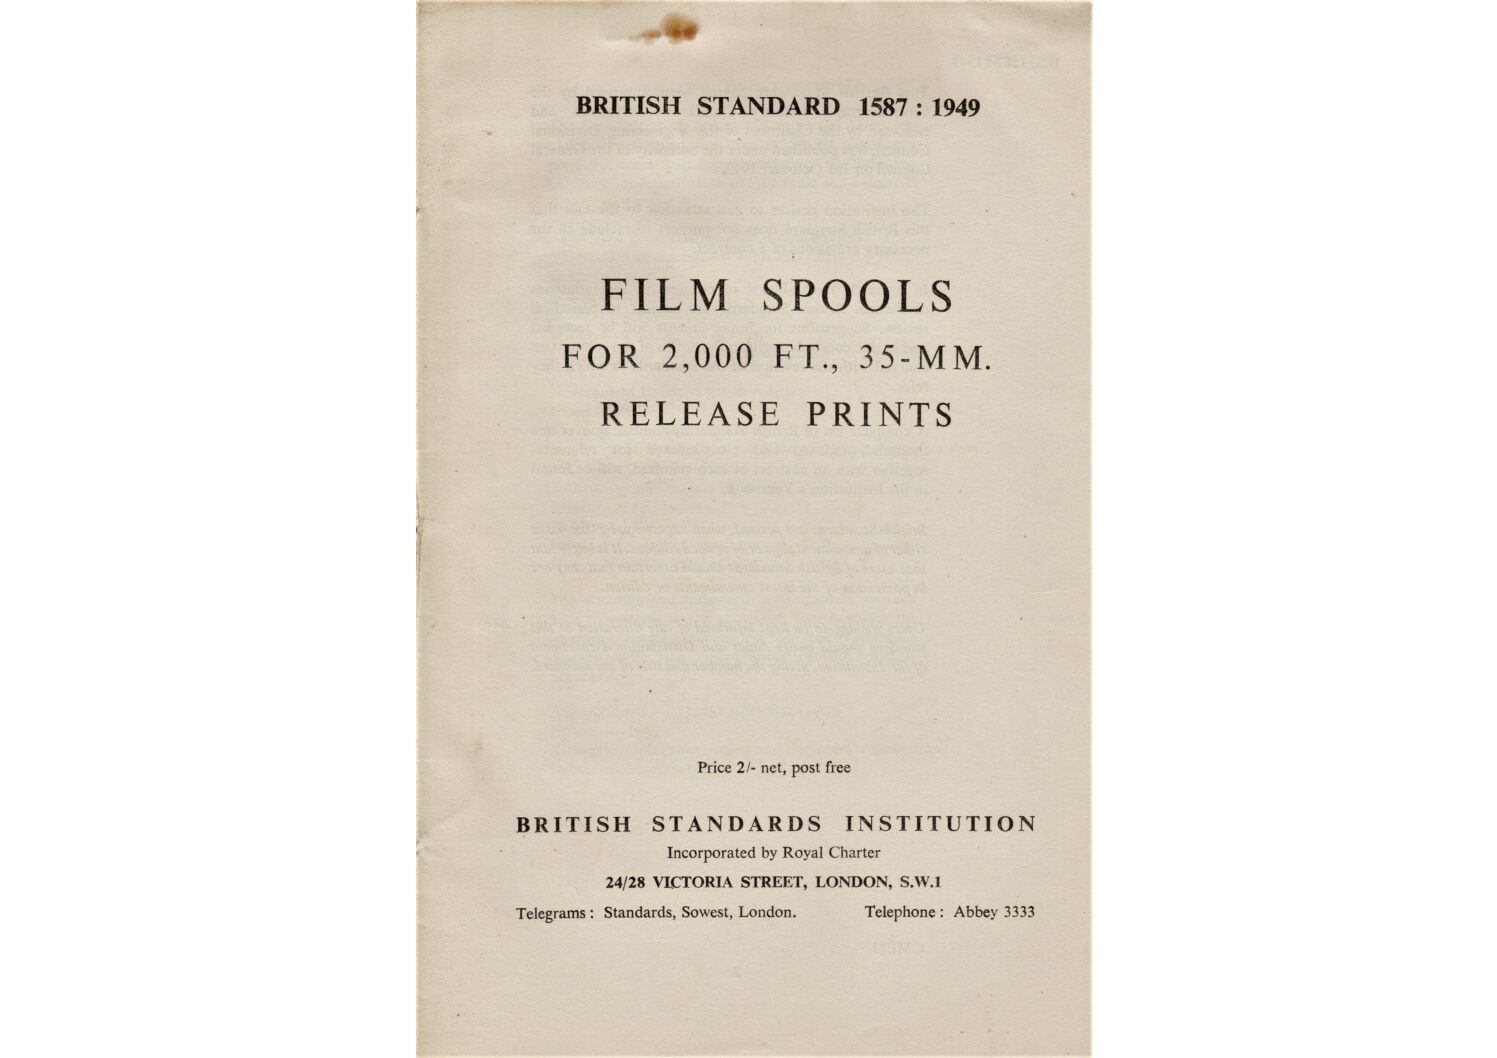 BRITISH STANDARD 1587 : 1949
FILM SPOOLS
FOR 2,000 FT., 35-MM.
RELEASE PRINTS
Price 2/- net, post free
BRITISH STANDARDS INSTITUTION
Incorporated by Royal Charter
24/28 VICTORIA STREET, LONDON, S.W.1
Telegrams : Standards, Sowest, London. Telephone : Abbey 3333